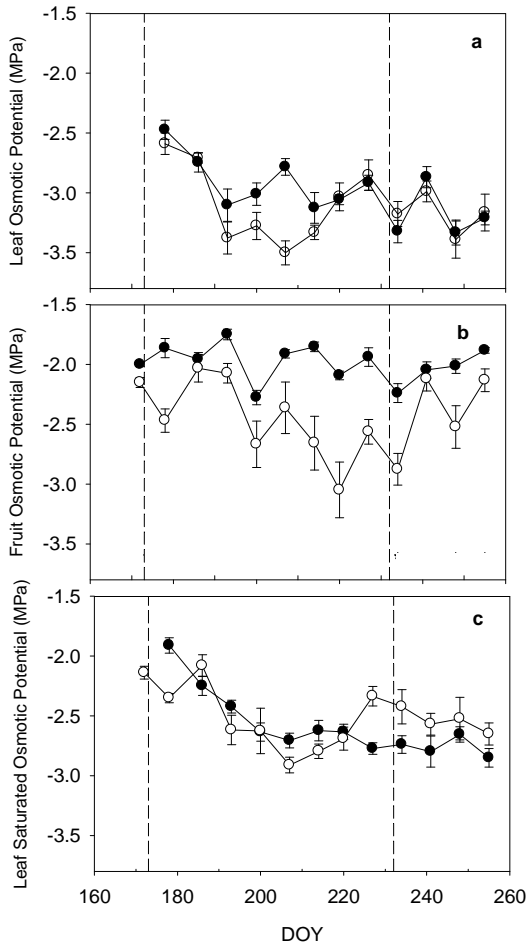 -1.5
a
-2.0
-2.5
-3.0
-3.5
Leaf Osmotic Potential (MPa)
-1.5
b
-2.0
-2.5
-3.0
-3.5
Fruit Osmotic Potential (MPa)
-1.5
c
-2.0
-2.5
-3.0
-3.5
Leaf Saturated Osmotic Potential (MPa)
160 180 200 220 240 260
DOY